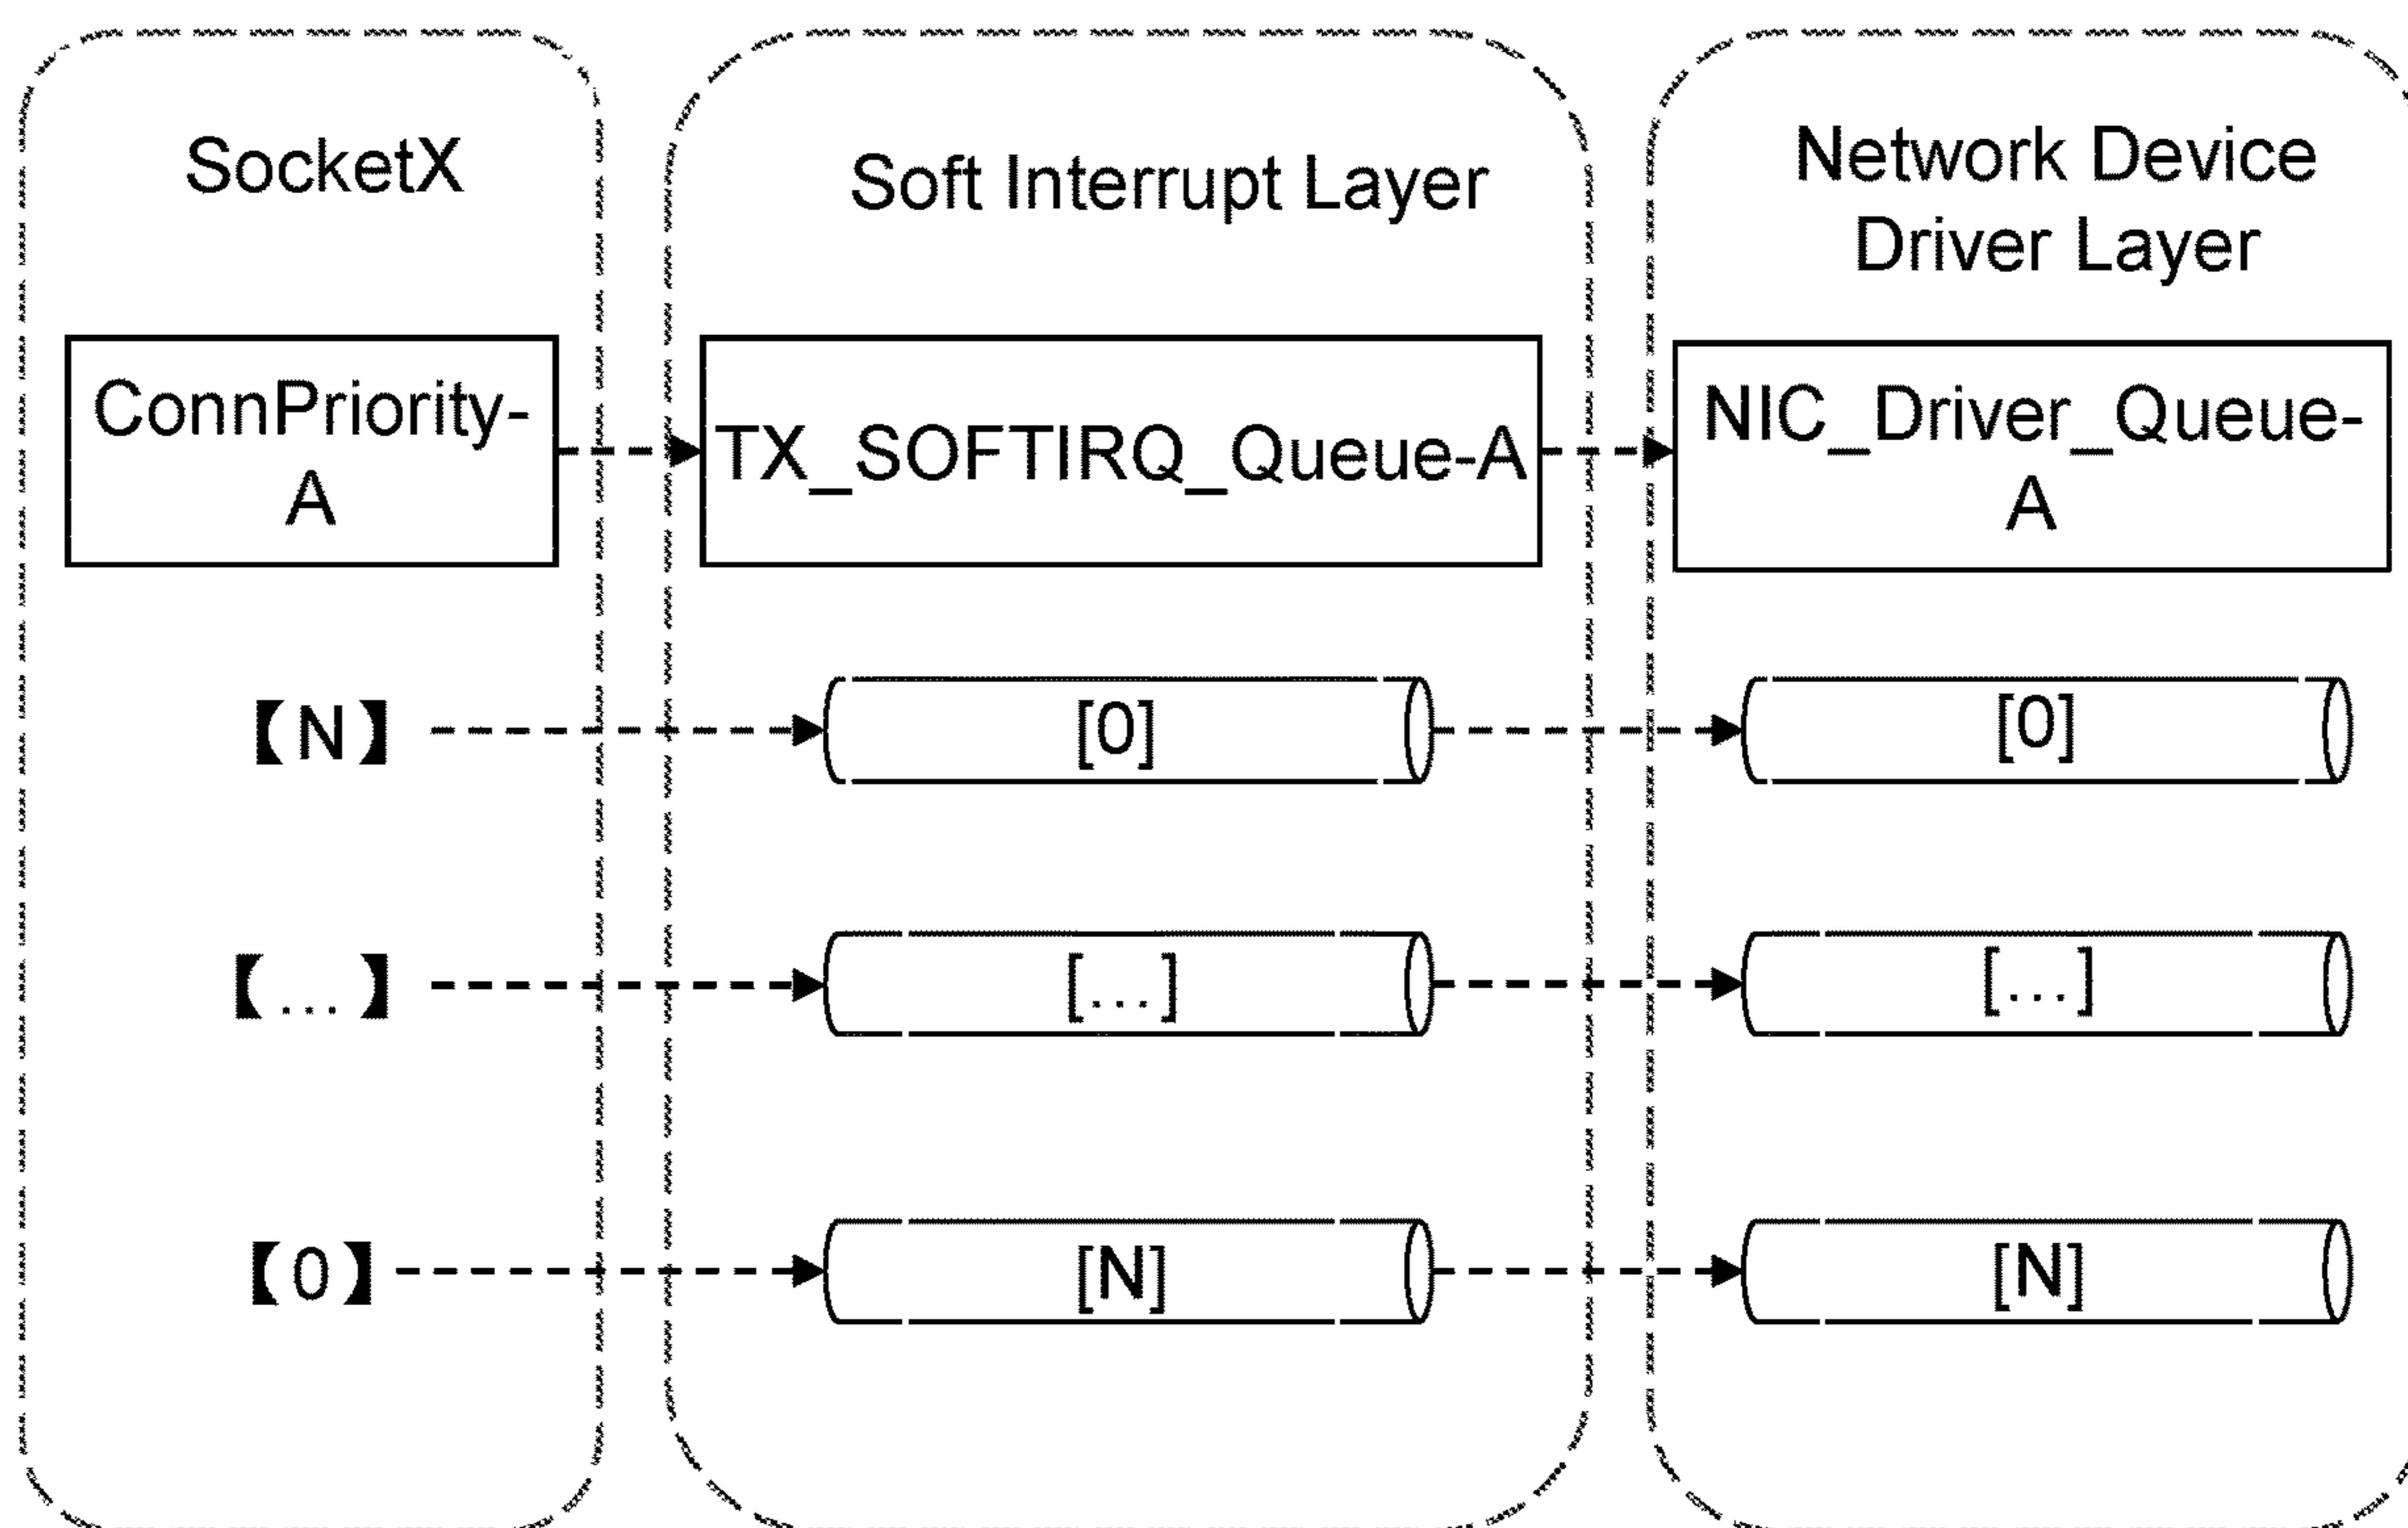 SocketX
Soft Interrupt Layer
Network Device
Driver Layer
ConnPriority-
A
TX_SOFTIRQ_Queue-A
NIC_Driver_Queue-
A
【N】
[0]
[0]
【...】
[...]
[...]
【0】
[N]
[N]